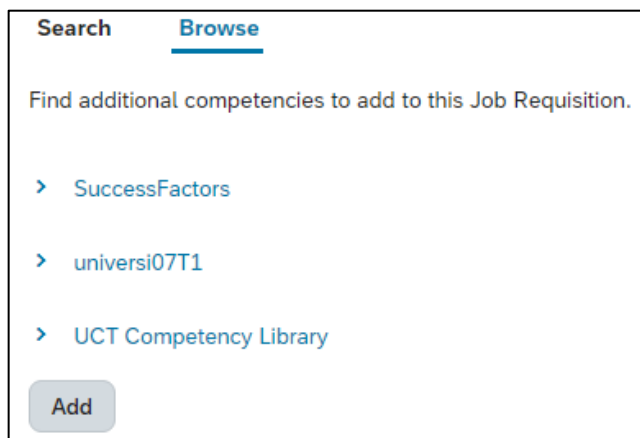 Search Browse
Find additional competencies to add to this Job Requisition.
SuccessFactors
universi07T1
UCT Competency Library
Add